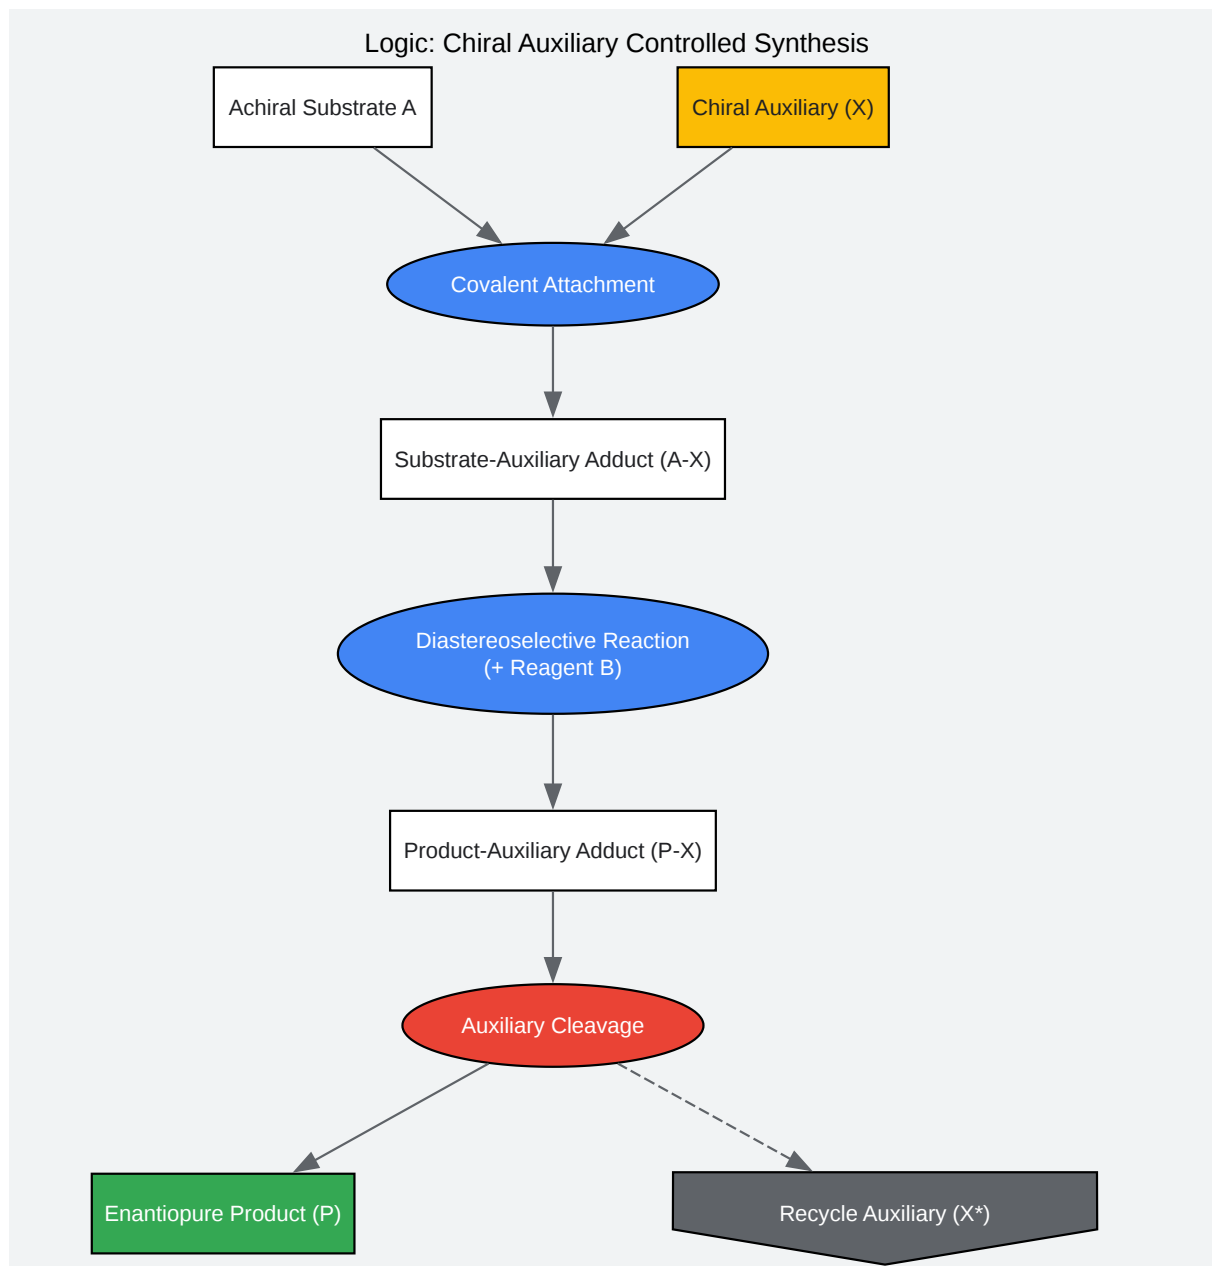 Logic: Chiral Auxiliary Controlled Synthesis
Achiral Substrate A
Chiral Auxiliary (X)
Covalent Attachment
Substrate-Auxiliary Adduct (A-X)
Diastereoselective Reaction
(+ Reagent B)
Product-Auxiliary Adduct (P-X)
Auxiliary Cleavage
Enantiopure Product (P)
Recycle Auxiliary (X*)